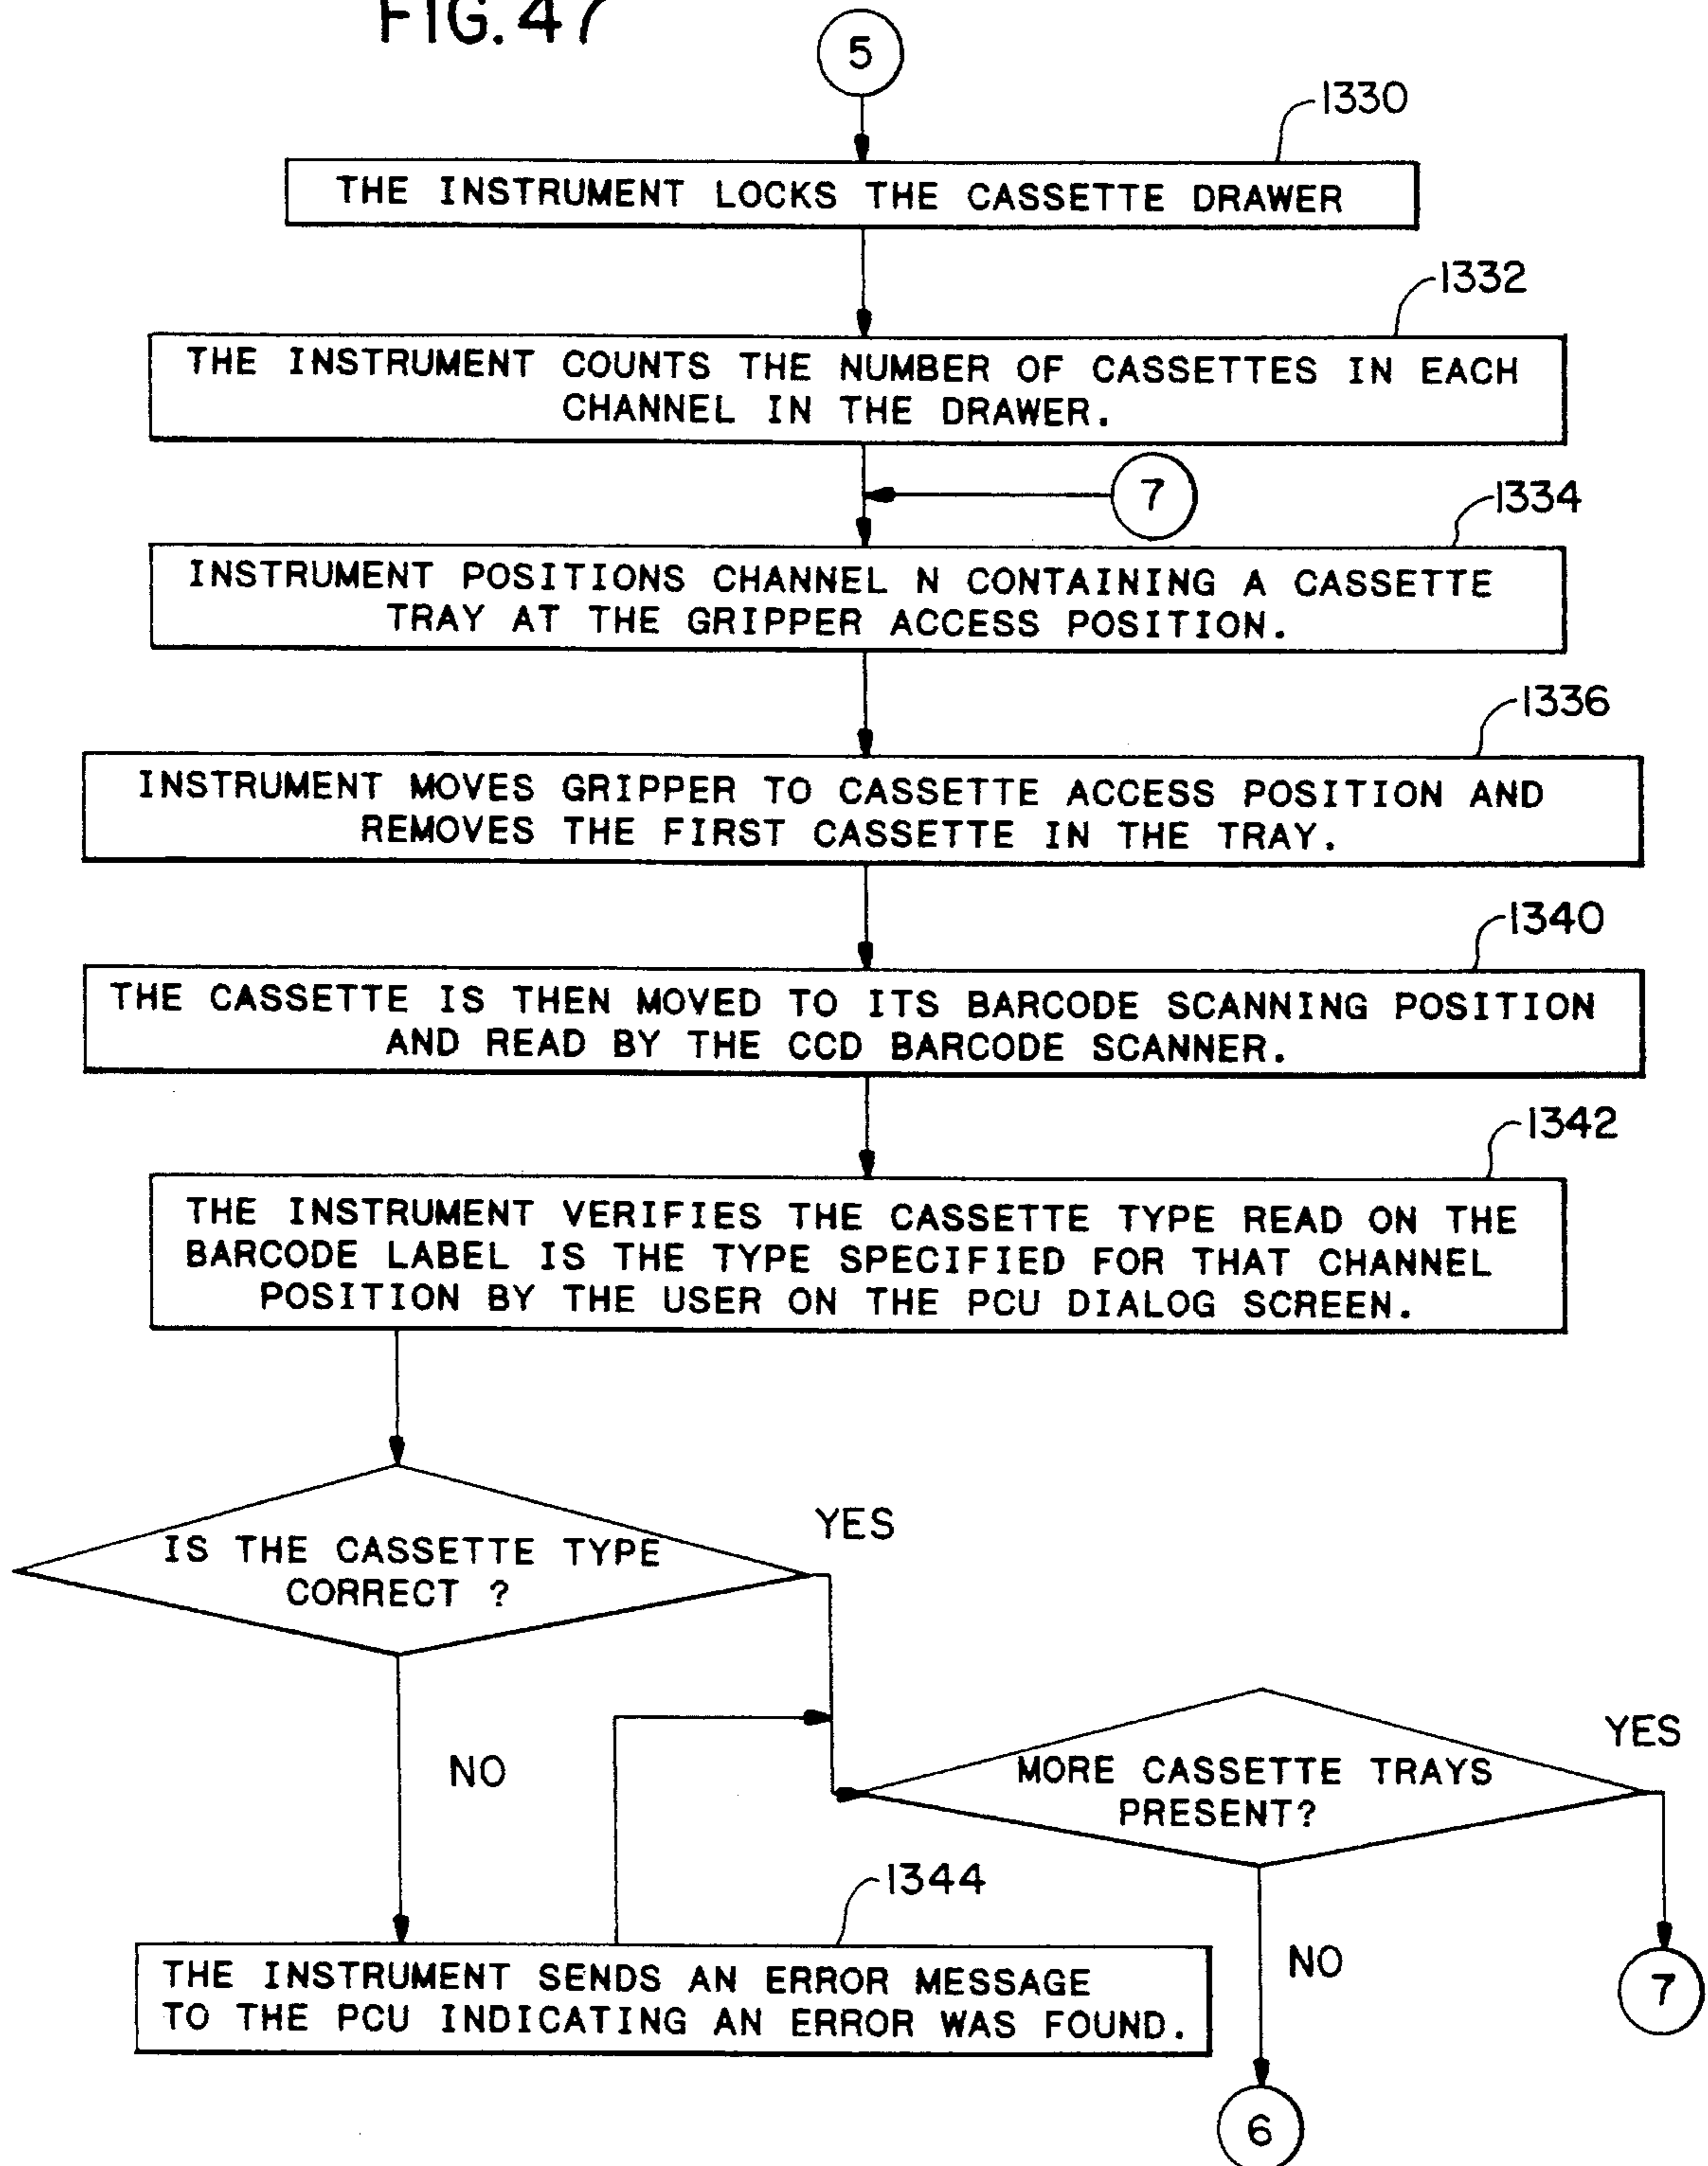 FIG. 47
5
1330
THE INSTRUMENT LOCKS THE CASSETTE DRAWER
1332
THE INSTRUMENT COUNTS THE NUMBER OF CASSETTES IN EACH
CHANNEL IN THE DRAWER.
7
1334
INSTRUMENT POSITIONS CHANNEL N CONTAINING A CASSETTE
TRAY AT THE GRIPPER ACCESS POSITION.
1336
INSTRUMENT MOVES GRIPPER TO CASSETTE ACCESS POSITION AND
REMOVES THE FIRST CASSETTE IN THE TRAY.
1340
THE CASSETTE IS THEN MOVED TO ITS BARCODE SCANNING POSITION
AND READ BY THE CCD BARCODE SCANNER.
1342
THE INSTRUMENT VERIFIES THE CASSETTE TYPE READ ON THE
BARCODE LABEL IS THE TYPE SPECIFIED FOR THAT CHANNEL
POSITION BY THE USER ON THE PCU DIALOG SCREEN.
IS THE CASSETTE TYPE
CORRECT ?
YES
NO
MORE CASSETTE TRAYS
PRESENT?
YES
1344
THE INSTRUMENT SENDS AN ERROR MESSAGE
TO THE PCU INDICATING AN ERROR WAS FOUND.
NO
7
6